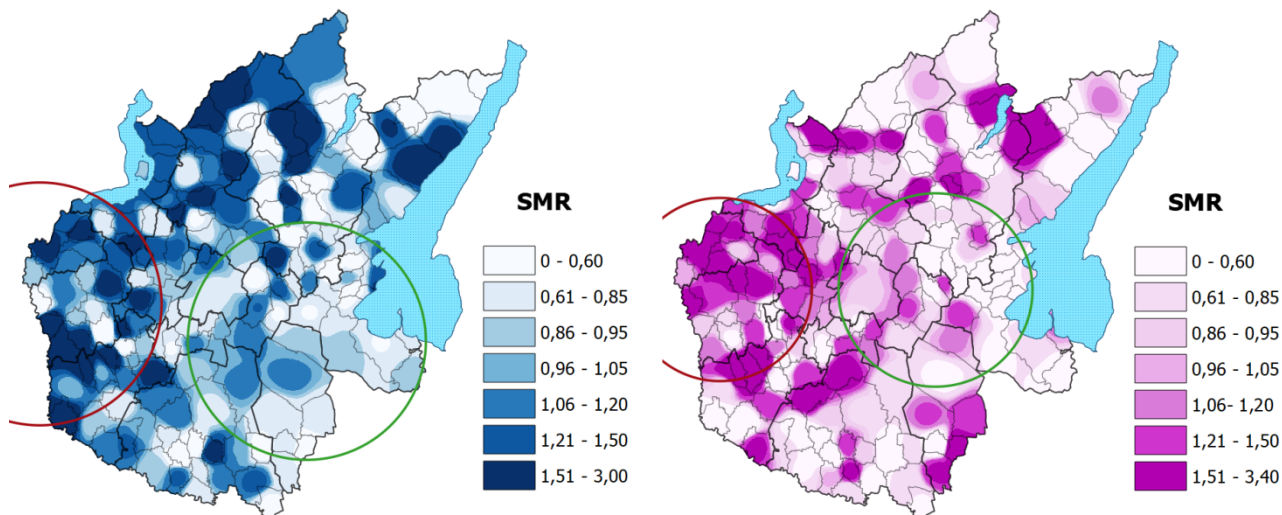 SMR
0 - 0,60
0,61 - 0,85
0,86 - 0,95
0,96 - 1,05
1,06 - 1,20
1,21 - 1,50
1,51 - 3,00
SMR
0 - 0,60
0,61 - 0,85
0,86 - 0,95
0,96 - 1,05
1,06- 1,20
1,21 - 1,50
1,51 - 3,40